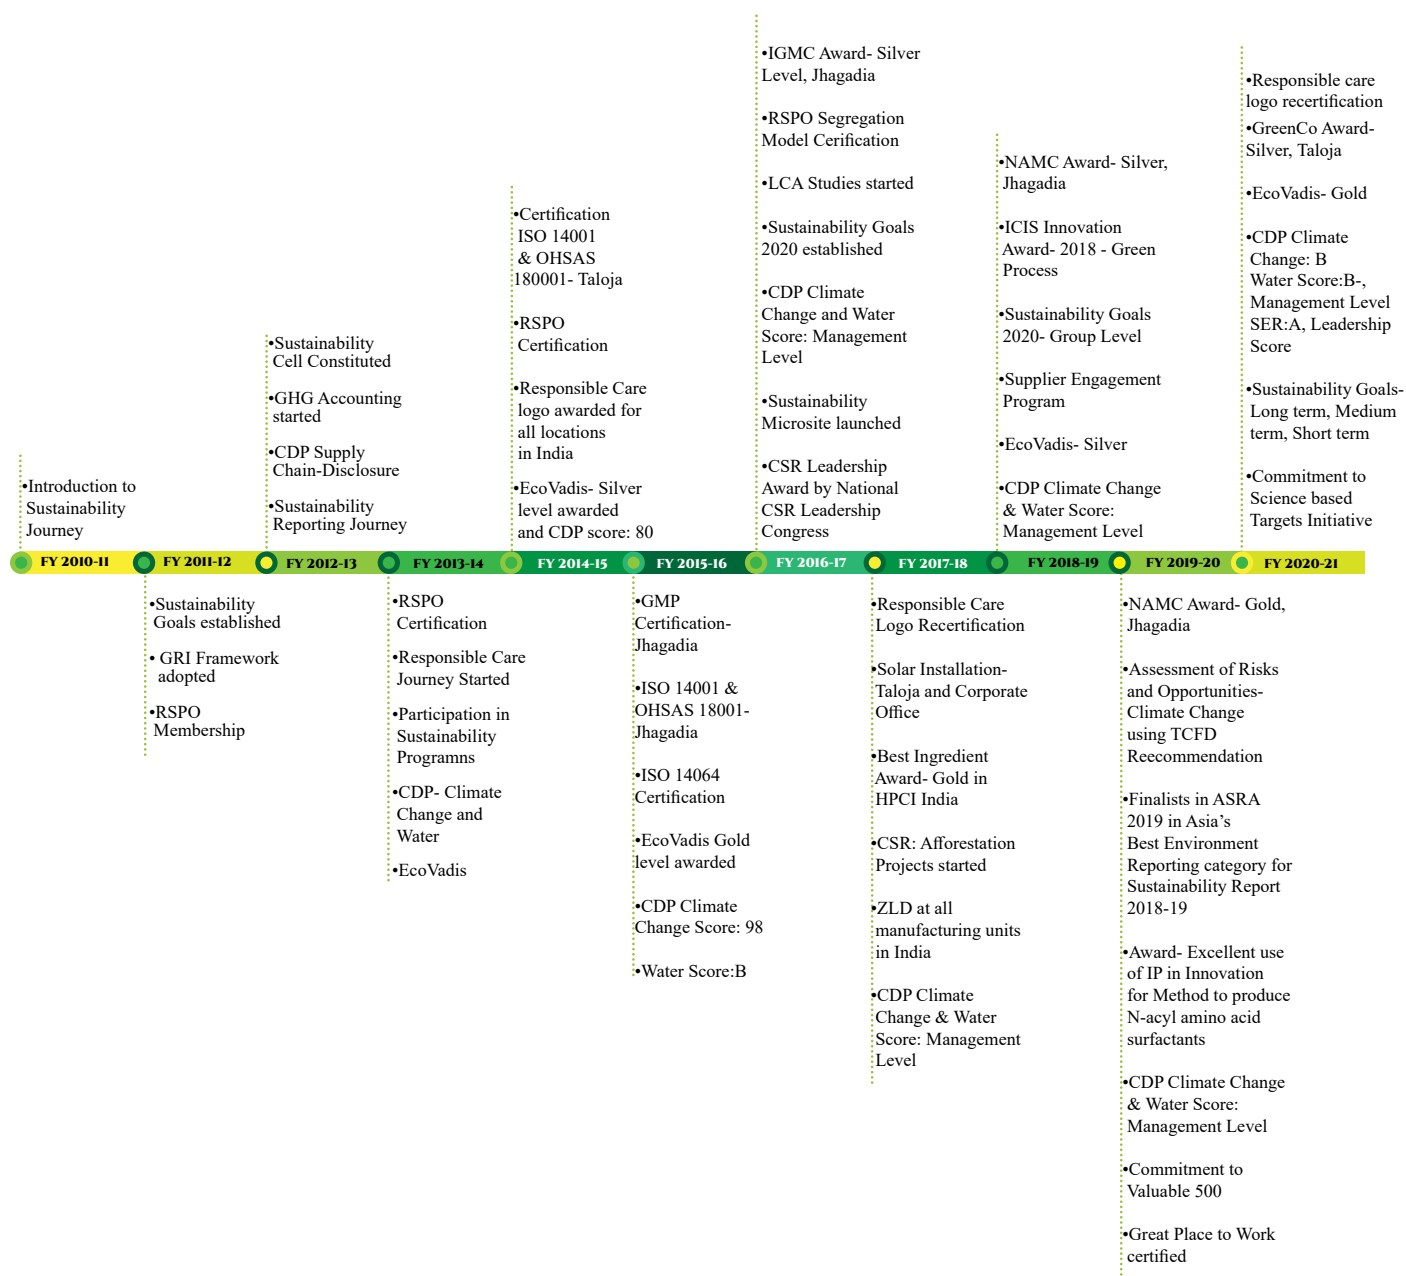 •Introduction to
Sustainability
Journey
FY 2010-11
FY 2011-12
•Sustainability
Goals established
• GRI Framework
adopted
•RSPO
Membership
•Sustainability
Cell Constituted
•GHG Accounting
started
•CDP Supply
Chain-Disclosure
•Sustainability
Reporting Journey
FY 2012-13
FY 2013-14
•RSPO
Certification
•Responsible Care
Journey Started
•Participation in
Sustainability
Programns
•CDP- Climate
Change and
Water
•EcoVadis
•Certification
ISO 14001
& OHSAS
180001- Taloja
•RSPO
Certification
•Responsible Care
logo awarded for
all locations
in India
•EcoVadis- Silver
level awarded
and CDP score: 80
FY 2014-15
FY 2015-16
•GMP
Certification-
Jhagadia
•ISO 14001 &
OHSAS 18001-
Jhagadia
•ISO 14064
Certification
•EcoVadis Gold
level awarded
•CDP Climate
Change Score: 98
•Water Score:B
•IGMC Award- Silver
Level, Jhagadia
•RSPO Segregation
Model Cerification
•LCA Studies started
•Sustainability Goals
2020 established
•CDP Climate
Change and Water
Score: Management
Level
•Sustainability
Microsite launched
•CSR Leadership
Award by National
CSR Leadership
Congress
FY 2016-17
FY 2017-18
•Responsible Care
Logo Recertification
•Solar Installation-
Taloja and Corporate
Office
•Best Ingredient
Award- Gold in
HPCI India
•CSR: Afforestation
Projects started
•ZLD at all
manufacturing units
in India
•CDP Climate
Change & Water
Score: Management
Level
•NAMC Award- Silver,
Jhagadia
•ICIS Innovation
Award- 2018 - Green
Process
•Sustainability Goals
2020- Group Level
•Supplier Engagement
Program
•EcoVadis- Silver
•CDP Climate Change
& Water Score:
Management Level
FY 2018-19
FY 2019-20
•NAMC Award- Gold,
Jhagadia
•Assessment of Risks
and Opportunities-
Climate Change
using TCFD
Reecommendation
•Finalists in ASRA
2019 in Asia’s
Best Environment
Reporting category for
Sustainability Report
2018-19
•Award- Excellent use
of IP in Innovation
for Method to produce
N-acyl amino acid
surfactants
•CDP Climate Change
& Water Score:
Management Level
•Commitment to
Valuable 500
•Great Place to Work
certified
•Responsible care
logo recertification
•GreenCo Award-
Silver, Taloja
•EcoVadis- Gold
•CDP Climate
Change: B
Water Score:B-,
Management Level
SER:A, Leadership
Score
•Sustainability Goals-
Long term, Medium
term, Short term
•Commitment to
Science based
Targets Initiative
FY 2020-21